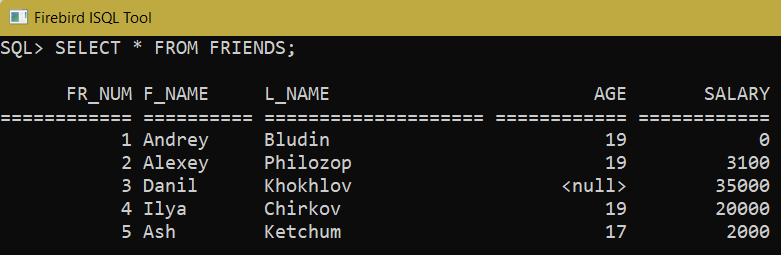 Firebird ISQL Tool
SQL> SELECT * FROM FRIENDS;
FR_NUM F_NAME L_NAME AGE SALARY
============ ========== ==================== ============ ============
1 Andrey Bludin 19 0
2 Alexey Philozop 19 3100
3 Danil Khokhlov <null> 35000
4 Ilya Chirkov 19 20000
5 Ash Ketchum 17 2000